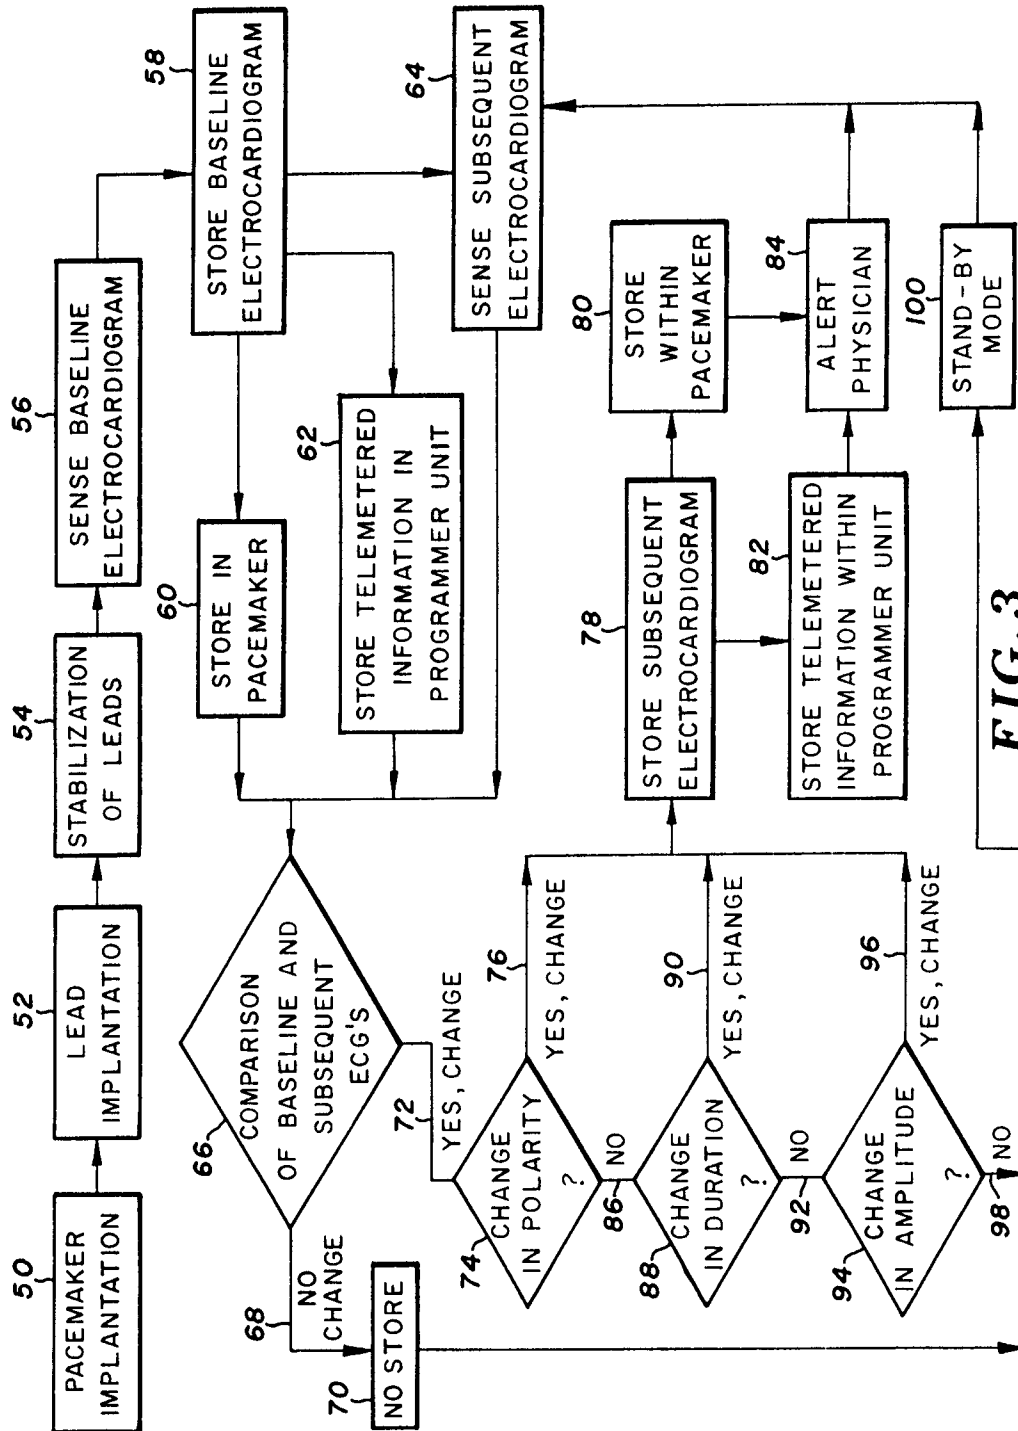 50
PACEMAKER
IMPLANTATION
52
LEAD
IMPLANTATION
54
STABILIZATION
OF LEADS
56
SENSE BASELINE
ELECTROCARDIOGRAM
58
STORE BASELINE
ELECTROCARDIOGRAM
60
STORE IN
PACEMAKER
62
STORE TELEMETERED
INFORMATION IN
PROGRAMMER UNIT
64
SENSE SUBSEQUENT
ELECTROCARDIOGRAM
66
COMPARISON
OF BASELINE AND
SUBSEQUENT
ECG'S
68
NO
CHANGE
70
NO STORE
72
YES, CHANGE
74
CHANGE
IN POLARITY
?
76
YES, CHANGE
78
STORE SUBSEQUENT
ELECTROCARDIOGRAM
80
STORE
WITHIN
PACEMAKER
82
STORE TELEMETERED
INFORMATION WITHIN
PROGRAMMER UNIT
84
ALERT
PHYSICIAN
86
NO
88
CHANGE
IN DURATION
?
90
YES, CHANGE
92
NO
94
CHANGE
IN AMPLITUDE
?
96
YES, CHANGE
98
NO
100
STAND-BY
MODE
FIG. 3